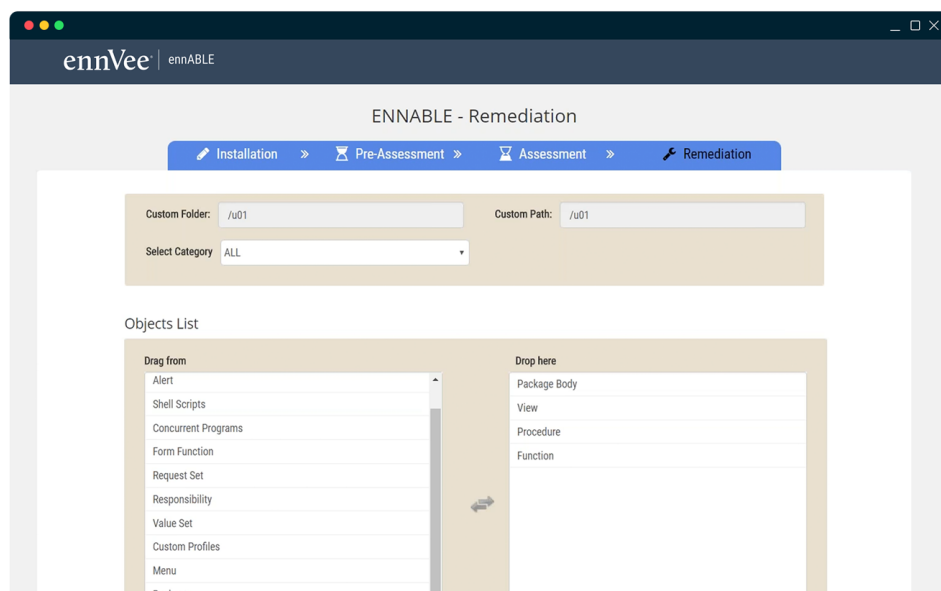 ennVee ennABLE
ENNABLE - Remediation
Installation » Pre-Assessment » Assessment » Remediation
Custom Folder: /u01 Custom Path: /u01
Select Category ALL
Objects List
Drag from
Alert
Shell Scripts
Concurrent Programs
Form Function
Request Set
Responsibility
Value Set
Custom Profiles
Menu
Drop here
Package Body
View
Procedure
Function